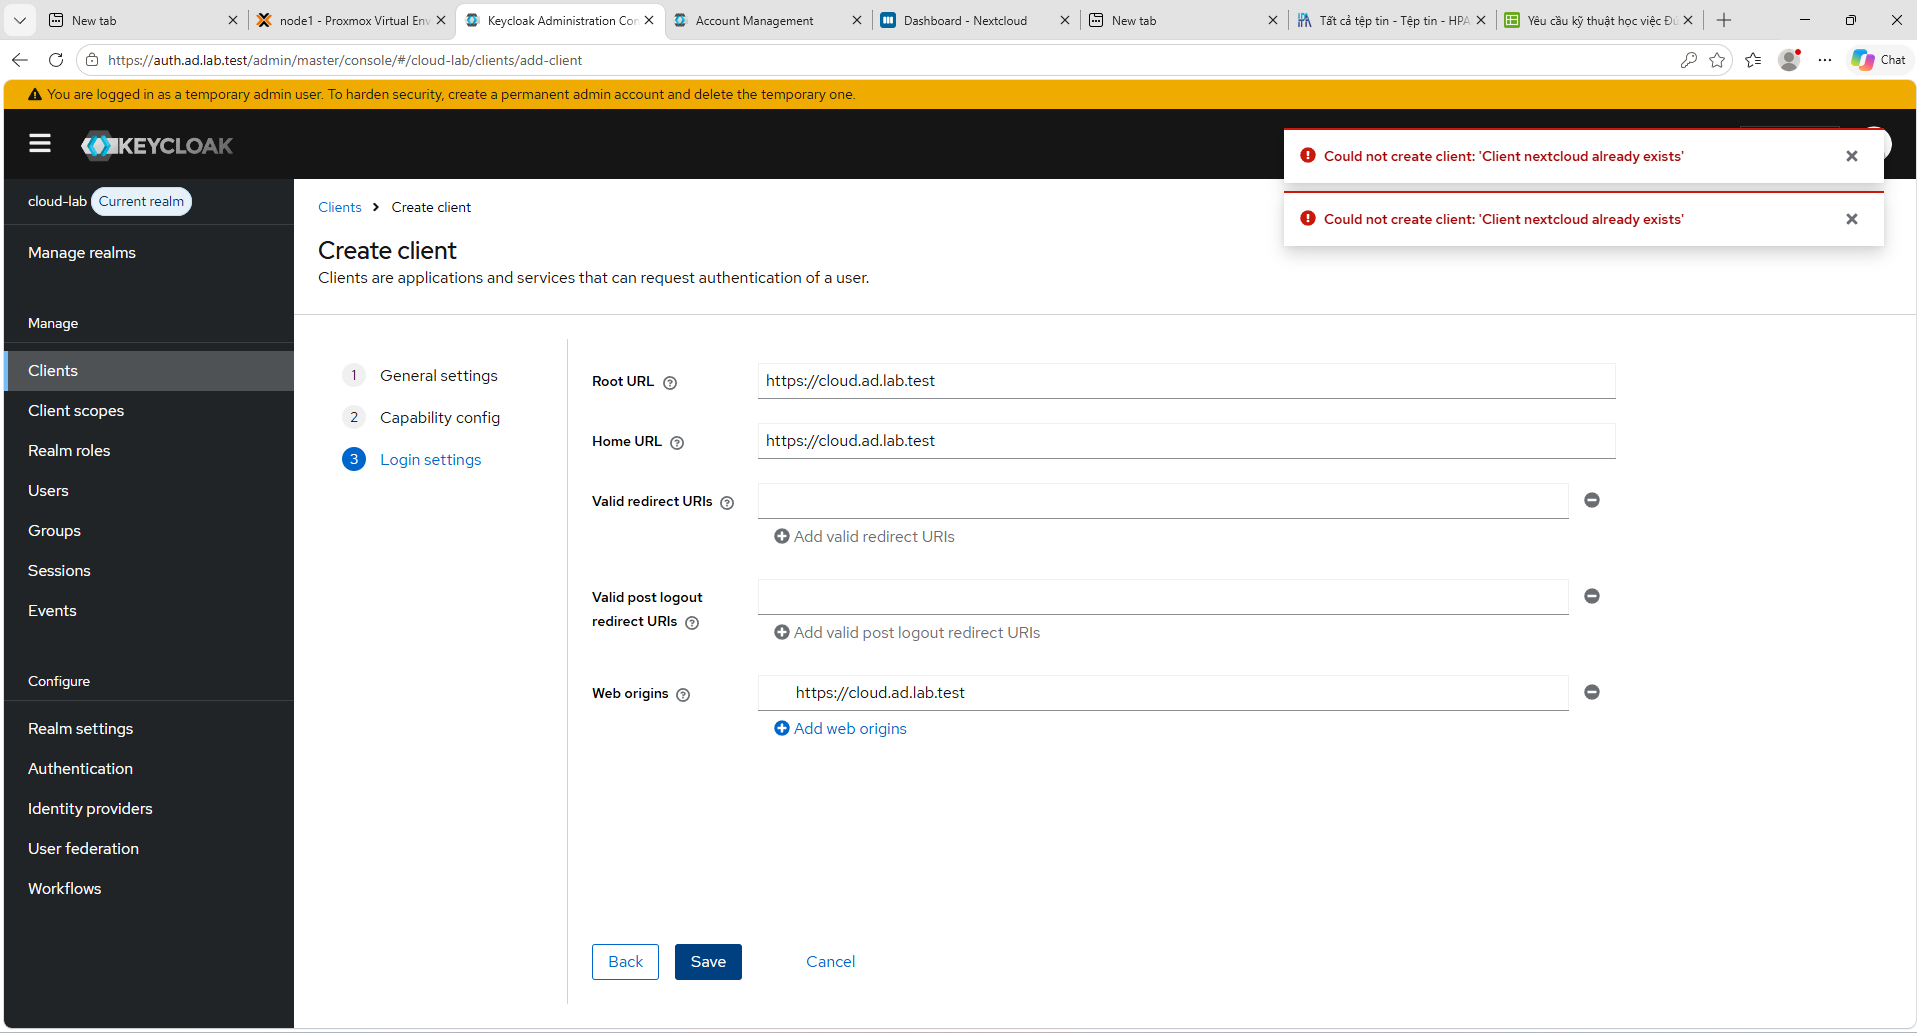 New tab
node1 - Proxmox Virtual Env
Keycloak Administration Con
Account Management
Dashboard - Nextcloud
New tab
Tất cả tệp tin - Tệp tin - HPA
Yêu cầu kỹ thuật học việc Đứ
https://auth.ad.lab.test/admin/master/console/#/cloud-lab/clients/add-client
Chat
You are logged in as a temporary admin user. To harden security, create a permanent admin account and delete the temporary one.
KEYCLOAK
Could not create client: 'Client nextcloud already exists'
Could not create client: 'Client nextcloud already exists'
cloud-lab Current realm
Manage realms
Manage
Clients
Client scopes
Realm roles
Users
Groups
Sessions
Events
Configure
Realm settings
Authentication
Identity providers
User federation
Workflows
Clients > Create client
Create client
Clients are applications and services that can request authentication of a user.
1 General settings
2 Capability config
3 Login settings
Root URL
https://cloud.ad.lab.test
Home URL
https://cloud.ad.lab.test
Valid redirect URIs
Add valid redirect URIs
Valid post logout
redirect URIs
Add valid post logout redirect URIs
Web origins
https://cloud.ad.lab.test
Add web origins
Back
Save
Cancel